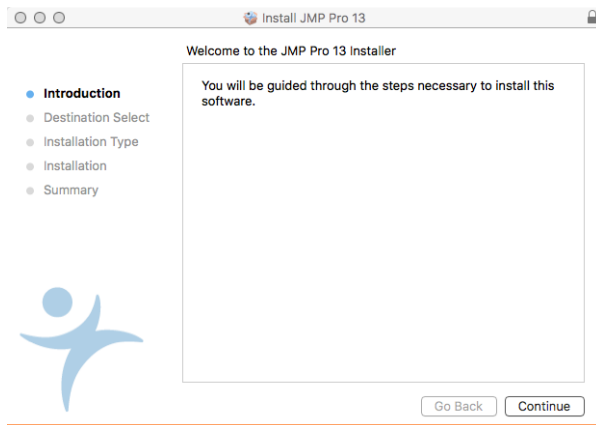 Install JMP Pro 13
Welcome to the JMP Pro 13 Installer
Introduction
Destination Select
Installation Type
Installation
Summary
You will be guided through the steps necessary to install this
software.
Go Back
Continue